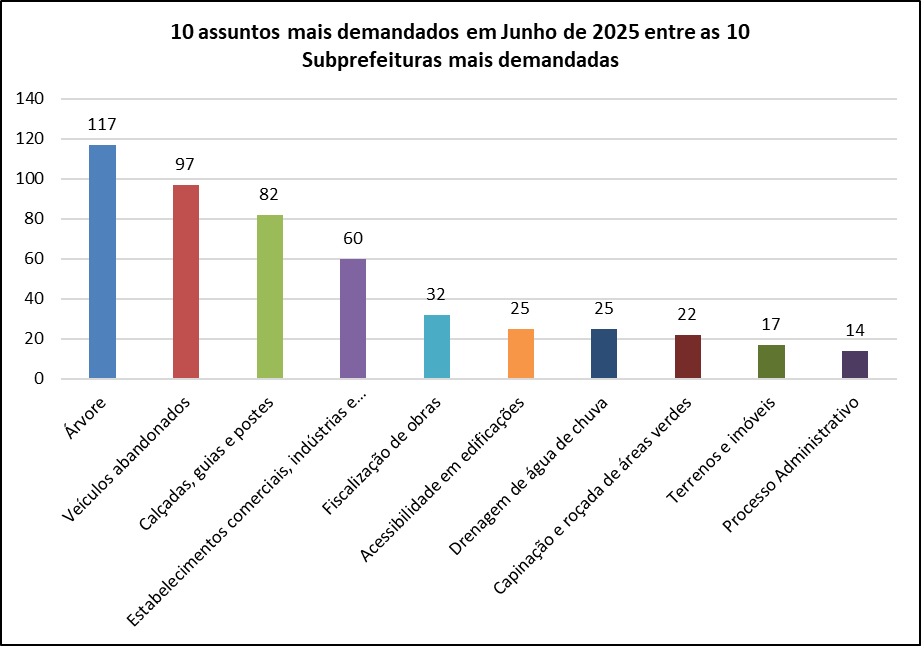 10 assuntos mais demandados em Junho de 2025 entre as 10
Subprefeituras mais demandadas
140
120
100
80
60
40
20
0
117
97
82
60
32
25
25
22
17
14
Árvore
Veículos abandonados
Calçadas, guias e postes
Estabelecimentos comerciais, indústrias e...
Fiscalização de obras
Acessibilidade em edificações
Drenagem de água de chuva
Capinação e roçada de áreas verdes
Terrenos e imóveis
Processo Administrativo